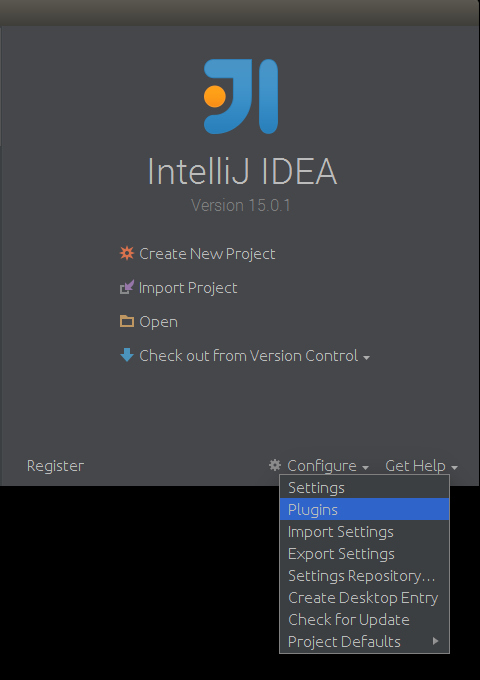 IntelliJ IDEA
Version 15.0.1
Create New Project
Import Project
Open
Check out from Version Control
Register
Configure
Get Help
Settings
Plugins
Import Settings
Export Settings
Settings Repository...
Create Desktop Entry
Check for Update
Project Defaults